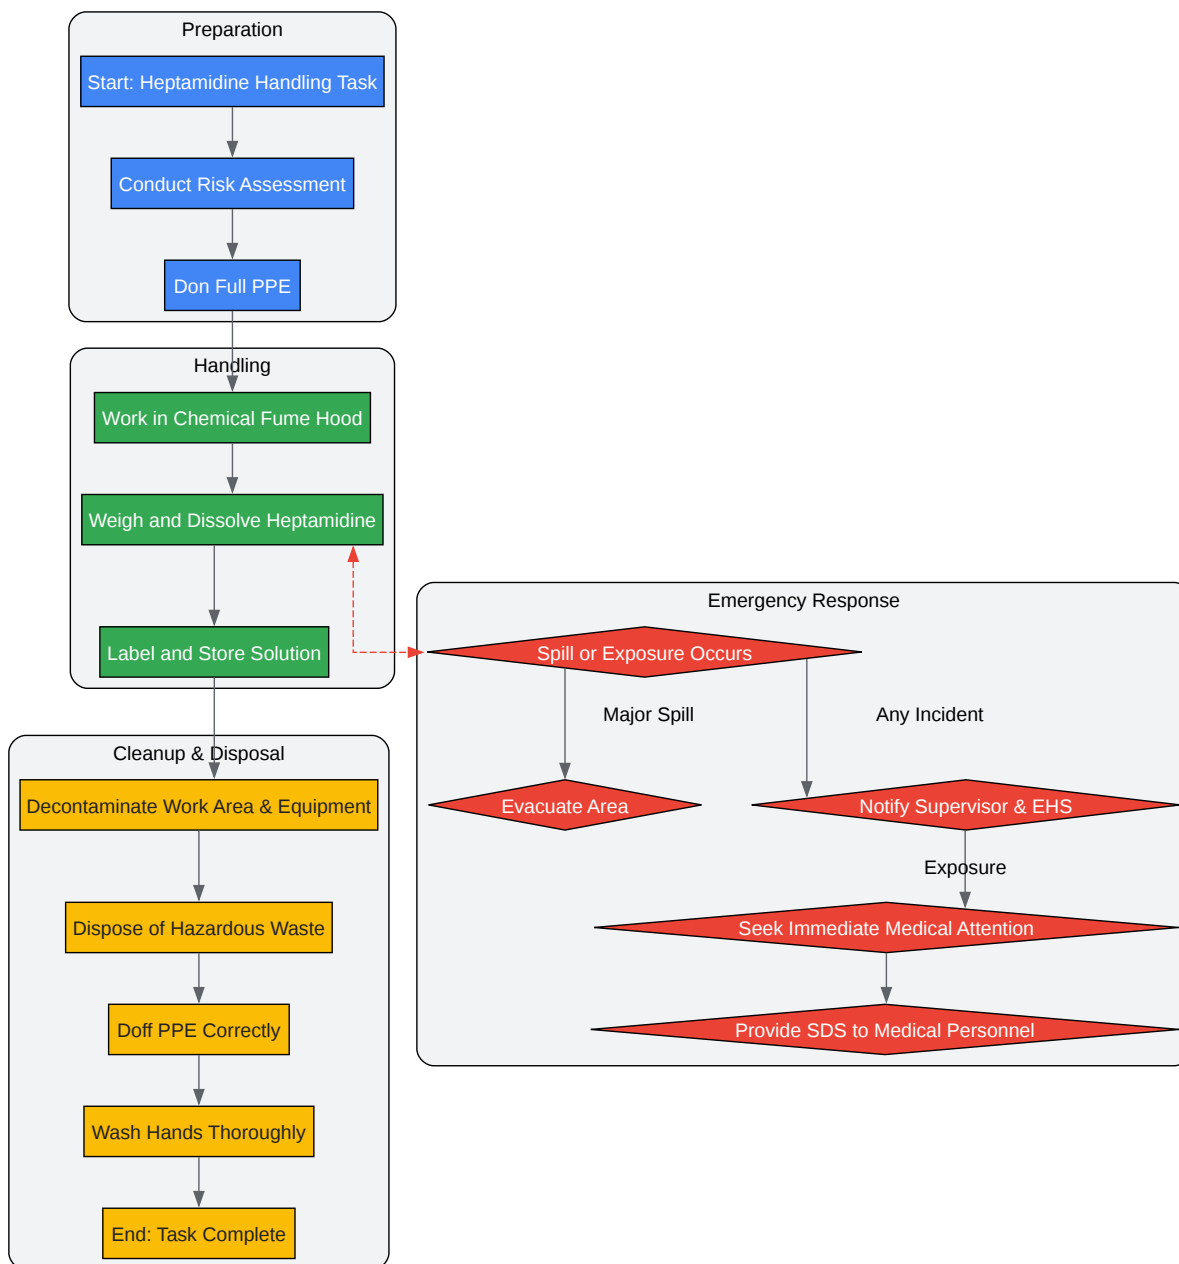 Preparation
Start: Heptamidine Handling Task
Conduct Risk Assessment
Don Full PPE
Handling
Work in Chemical Fume Hood
Weigh and Dissolve Heptamidine
Label and Store Solution
Emergency Response
Spill or Exposure Occurs
Major Spill
Any Incident
Evacuate Area
Notify Supervisor & EHS
Exposure
Seek Immediate Medical Attention
Provide SDS to Medical Personnel
Cleanup & Disposal
Decontaminate Work Area & Equipment
Dispose of Hazardous Waste
Doff PPE Correctly
Wash Hands Thoroughly
End: Task Complete